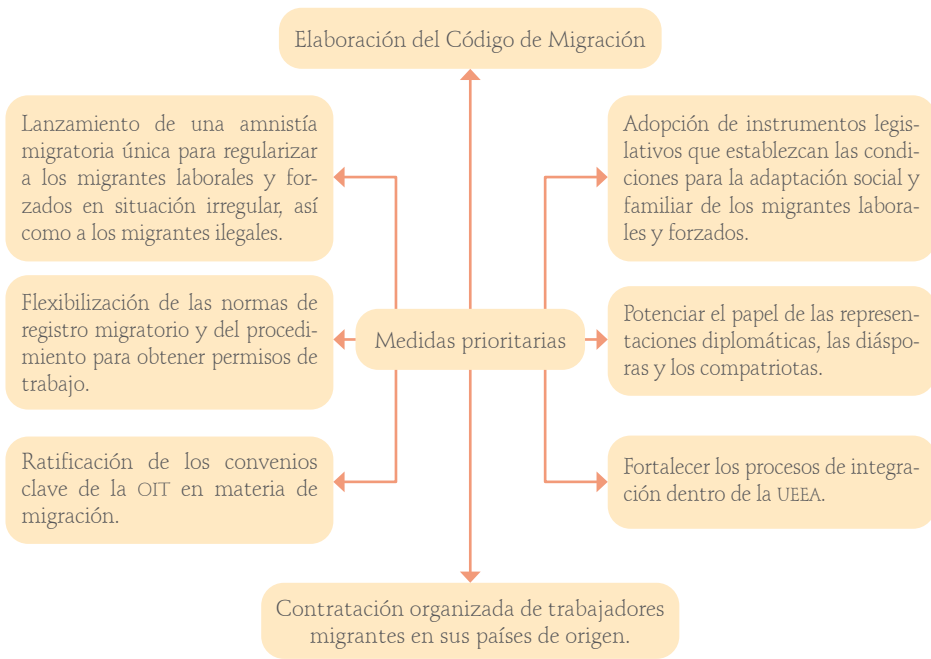 Elaboración del Código de Migración
Lanzamiento de una amnistía
migratoria única para regularizar
a los migrantes laborales y for-
zados en situación irregular, así
como a los migrantes ilegales.
Adopción de instrumentos legis-
lativos que establezcan las condi-
ciones para la adaptación social y
familiar de los migrantes labora-
les y forzados.
Flexibilización de las normas de
registro migratorio y del procedi-
miento para obtener permisos de
trabajo.
Medidas prioritarias
Potenciar el papel de las represen-
taciones diplomáticas, las diáspo-
ras y los compatriotas.
Ratificación de los convenios
clave de la OIT en materia de
migración.
Fortalecer los procesos de integra-
ción dentro de la UEEA.
Contratación organizada de trabajadores
migrantes en sus países de origen.